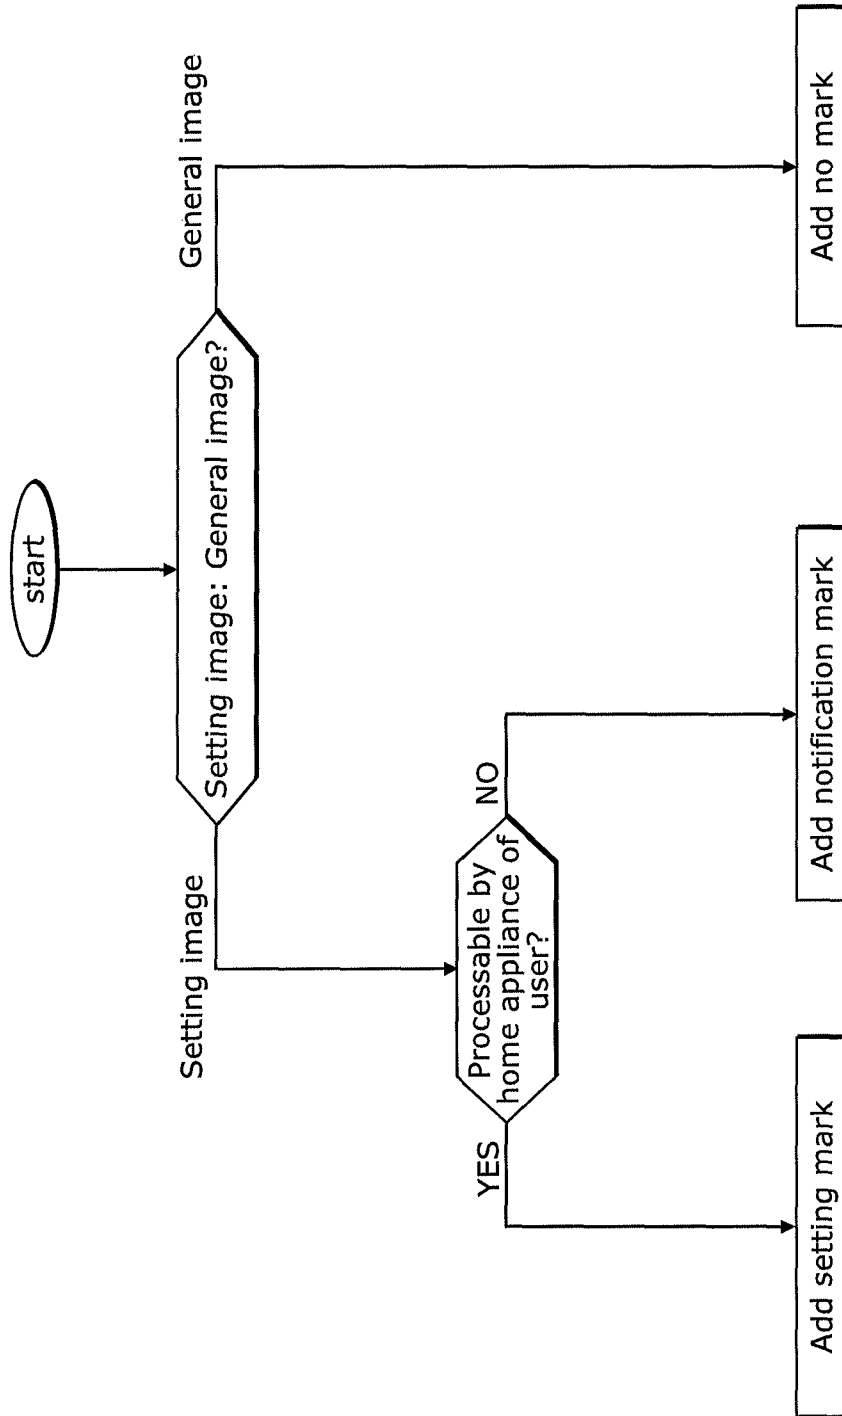 start
Setting image: General image?
Setting image
General image
Processable by
home appliance of
user?
YES
NO
Add setting mark
Add notification mark
Add no mark